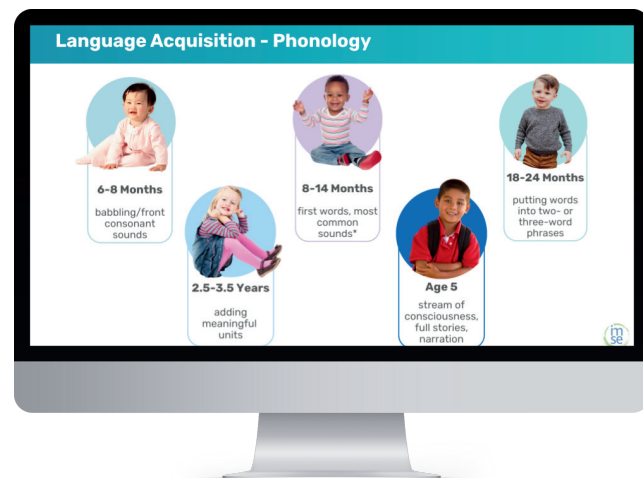 Language Acquisition - Phonology
6-8 Months
babbling/front
consonant
sounds
2.5-3.5 Years
adding
meaningful
units
8-14 Months
first words, most
common
sounds*
Age 5
stream of
consciousness,
full stories,
narration
18-24 Months
putting words
into two- or
three-word
phrases
im
se